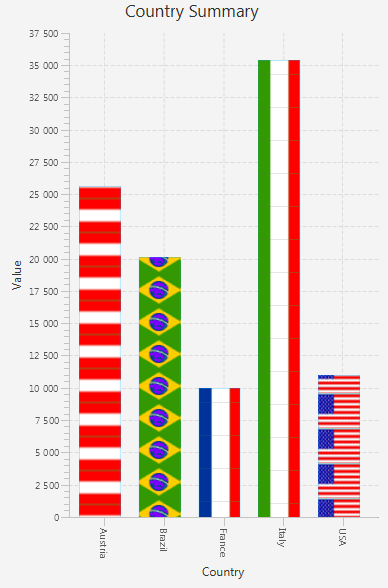 Country Summary
37 500
35 000
32 500
30 000
27 500
25 000
22 500
20 000
17 500
15 000
12 500
10 000
7 500
5 000
2 500
0
Value
Austria
Brazil
France
Italy
USA
Country